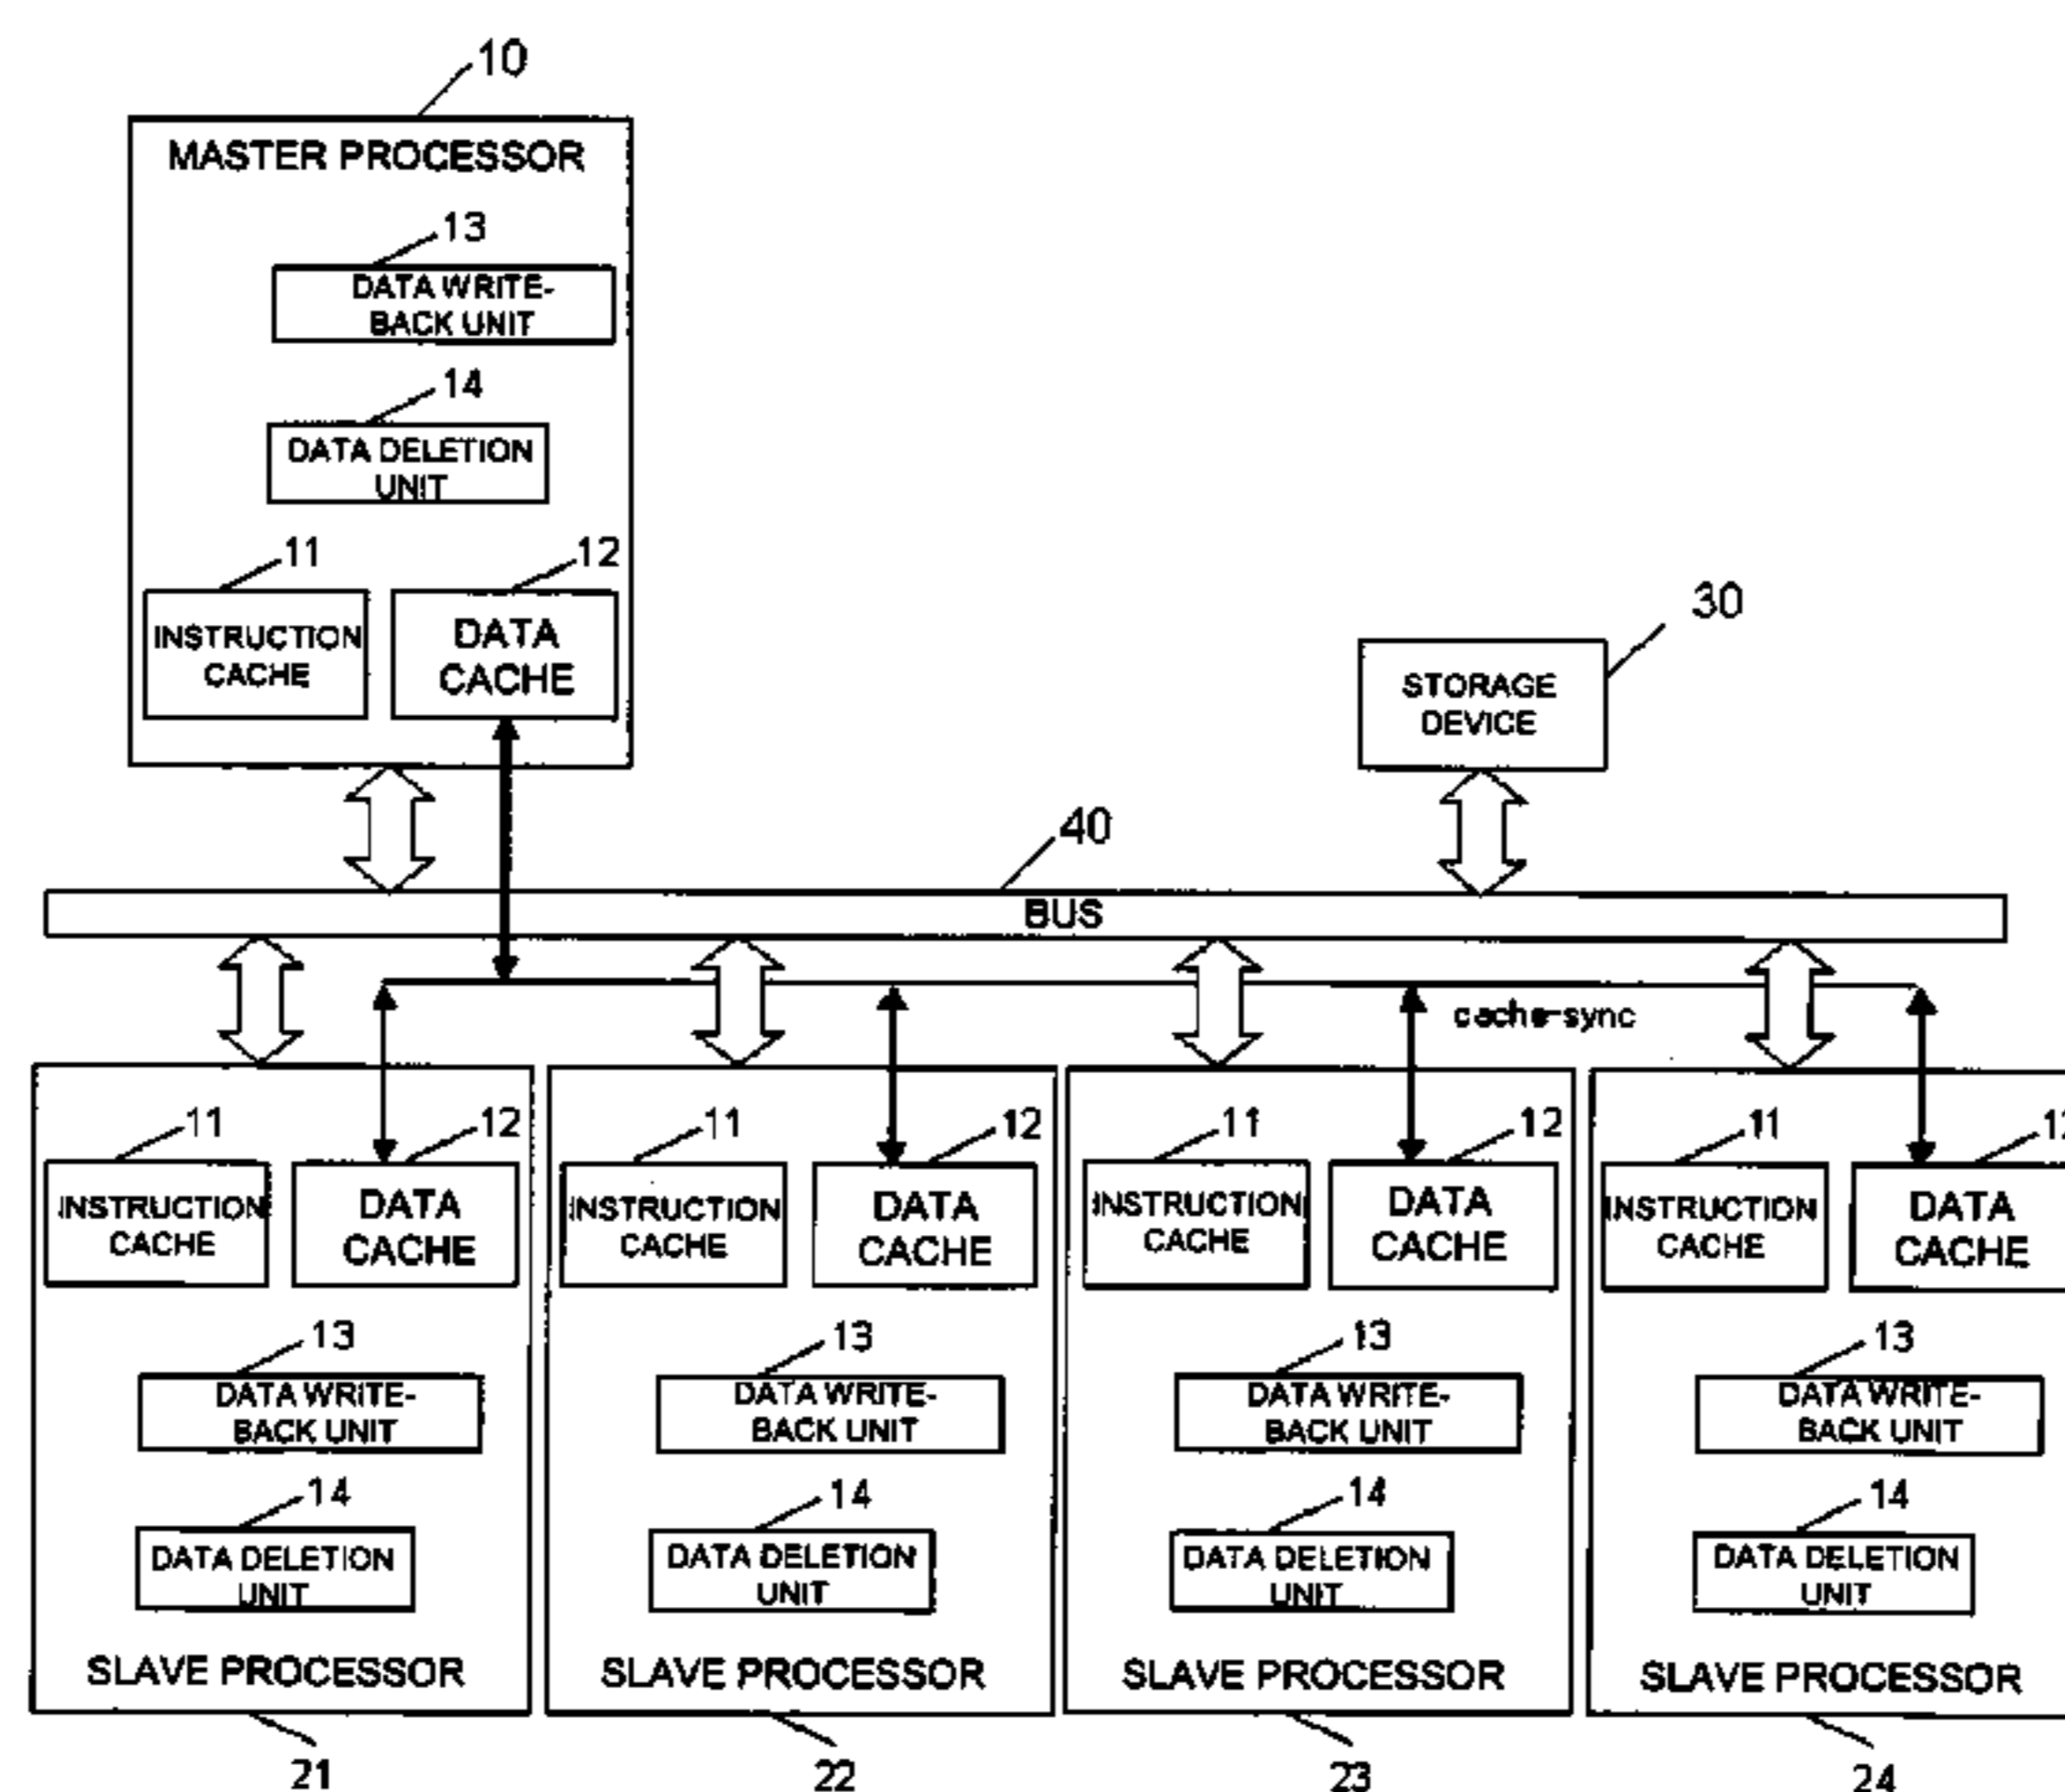 10
MASTER PROCESSOR
13
DATA WRITE-
BACK UNIT
14
DATA DELETION
UNIT
11
12
INSTRUCTION
CACHE
DATA
CACHE
30
STORAGE
DEVICE
40
BUS
cache-sync
11
12
INSTRUCTION
CACHE
DATA
CACHE
13
DATA WRITE-
BACK UNIT
14
DATA DELETION
UNIT
SLAVE PROCESSOR
21
11
12
INSTRUCTION
CACHE
DATA
CACHE
13
DATA WRITE-
BACK UNIT
14
DATA DELETION
UNIT
SLAVE PROCESSOR
22
11
12
INSTRUCTION
CACHE
DATA
CACHE
13
DATA WRITE-
BACK UNIT
14
DATA DELETION
UNIT
SLAVE PROCESSOR
23
11
12
INSTRUCTION
CACHE
DATA
CACHE
13
DATA WRITE-
BACK UNIT
14
DATA DELETION
UNIT
SLAVE PROCESSOR
24